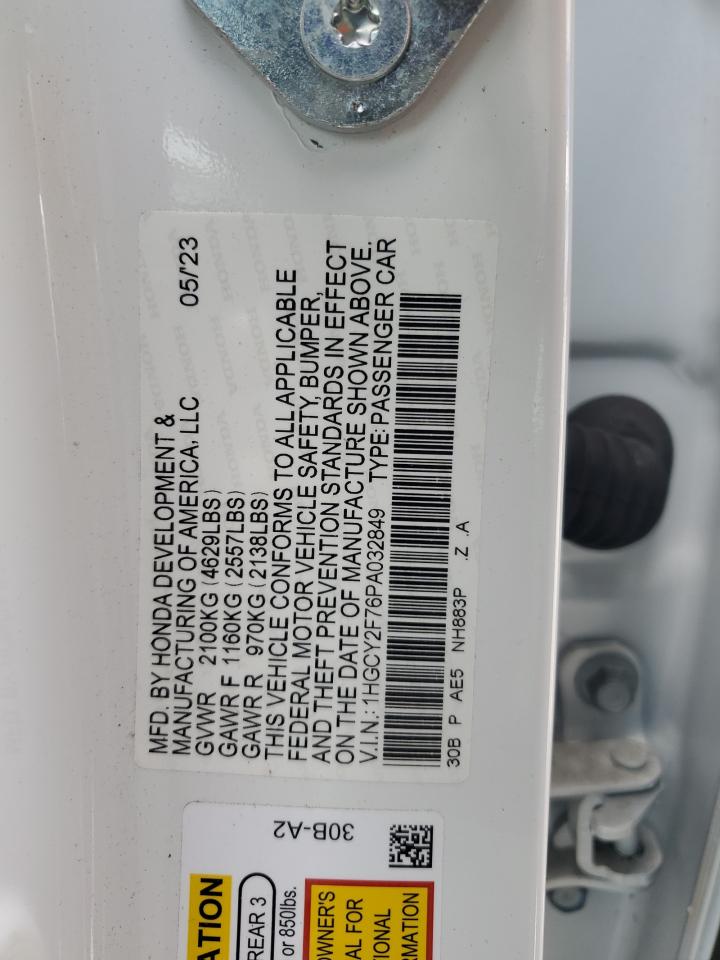 MFD. BY HONDA DEVELOPMENT &
MANUFACTURING OF AMERICA, LLC 05/'23
GVWR 2100KG (4629LBS)
GAWR F 1160KG (2557LBS)
GAWR R 970KG (2138LBS)
THIS VEHICLE CONFORMS TO ALL APPLICABLE
FEDERAL MOTOR VEHICLE SAFETY, BUMPER,
AND THEFT PREVENTION STANDARDS IN EFFECT
ON THE DATE OF MANUFACTURE SHOWN ABOVE.
V.I.N.: 1HGCY2F76PA032849 TYPE: PASSENGER CAR
30B P AE5 NH883P .Z .A
30B-A2
ATION
REAR 3
or 850lbs.
OWNER'S
AL FOR
TIONAL
RMATION